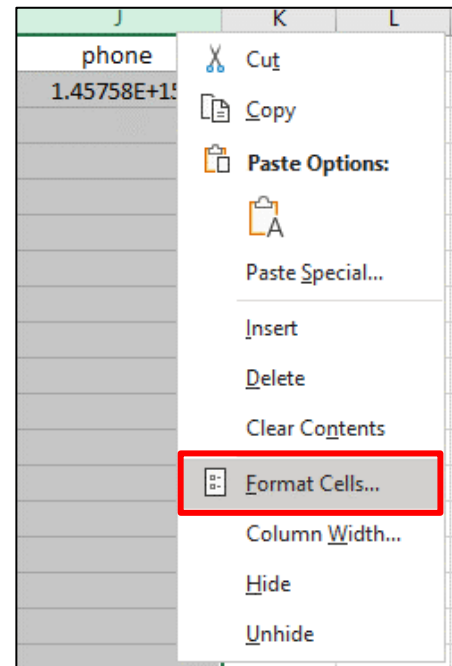 J K L
phone
1.45758E+15
Cut
Copy
Paste Options:
A
Paste Special...
Insert
Delete
Clear Contents
Format Cells...
Column Width...
Hide
Unhide